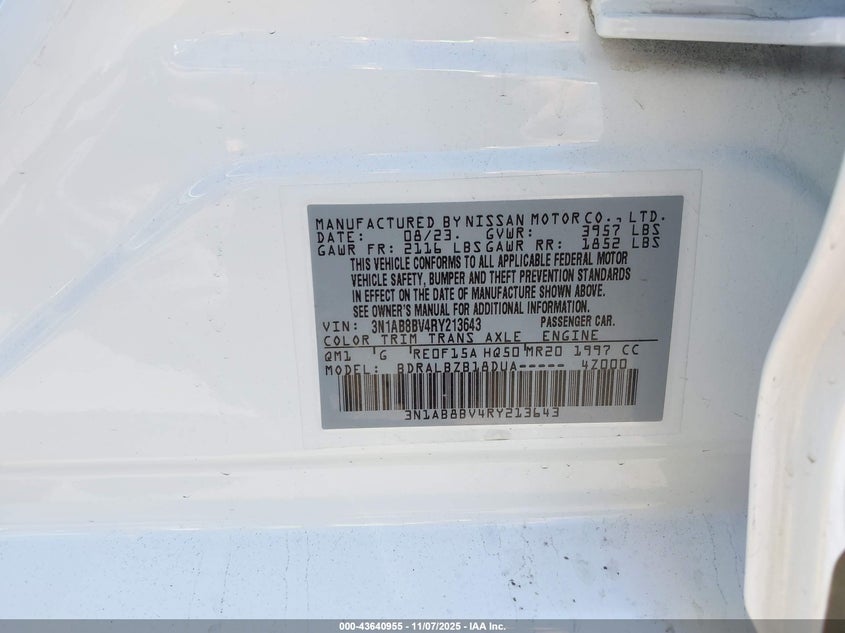 MANUFACTURED BY NISSAN MOTOR CO., LTD.
DATE: 08/23. GVWR: 3957 LBS
GAWR FR: 2116 LBS GAWR RR: 1852 LBS
THIS VEHICLE CONFORMS TO ALL APPLICABLE FEDERAL MOTOR
VEHICLE SAFETY, BUMPER AND THEFT PREVENTION STANDARDS
IN EFFECT ON THE DATE OF MANUFACTURE SHOWN ABOVE.
SEE OWNER'S MANUAL FOR ADDITIONAL INFORMATION.
VIN: 3N1AB8BV4RY213643 PASSENGER CAR.
COLOR TRIM TRANS AXLE ENGINE
QM1 G RE0F15A HQ50 MR20 1997 CC
MODEL: BDRALBZB18DUA----- 4Z000
3N1AB8BV4RY213643
000-43640955 - 11/07/2025 - IAA Inc.